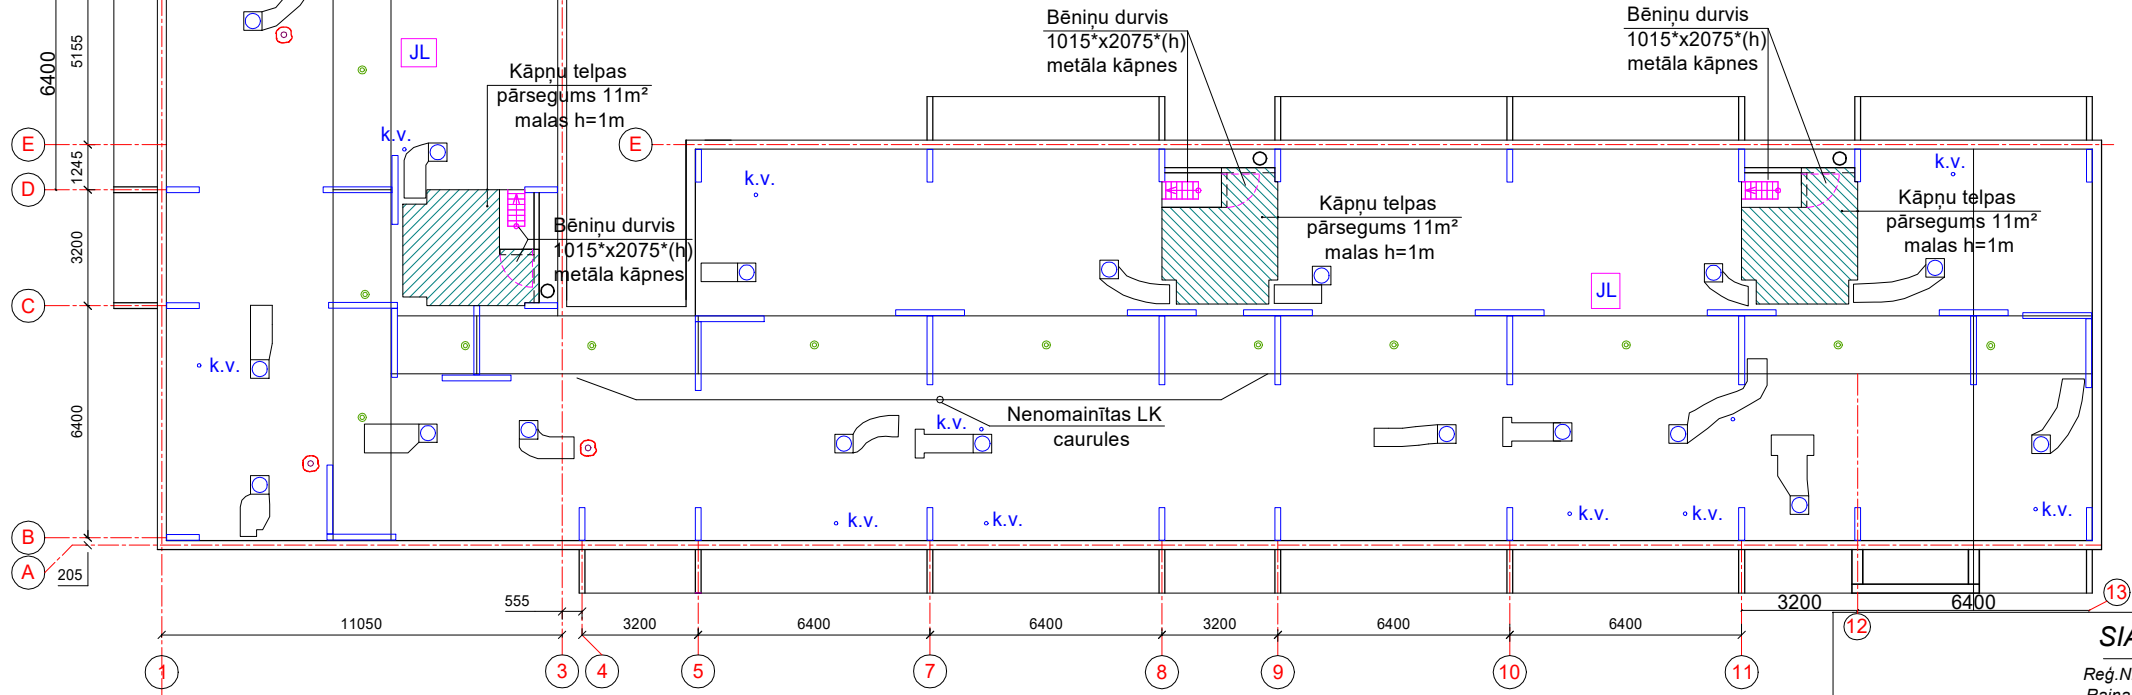 Bēniņu durvis
1015*x2075*(h)
metāla kāpnes
Bēniņu durvis
1015*x2075*(h)
metāla kāpnes
JL
Kāpņu telpas
pārsegums 11m²
malas h=1m
6400
5155
k.v.
E
E
1245
D
k.v.
k.v.
Kāpņu telpas
pārsegums 11m²
malas h=1m
Kāpņu telpas
pārsegums 11m²
malas h=1m
Bēniņu durvis
1015*x2075*(h)
metāla kāpnes
3200
C
JL
k.v.
6400
Nenomainītas LK
caurules
k.v.
k.v.
k.v.
k.v.
k.v.
k.v.
B
A
205
555
11050
3200
6400
6400
3200
6400
6400
3200
6400
13
12
1
3
4
5
7
8
9
10
11
Reģ.N